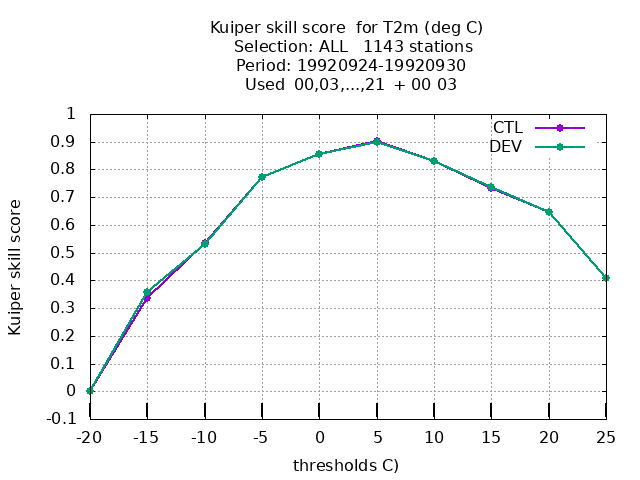 Kuiper skill score  for T2m (deg C)
Selection: ALL   1143 stations
Period: 19920924-19920930
Used  00,03,...,21  + 00 03
CTL
DEV
1
0.9
0.8
0.7
0.6
0.5
0.4
0.3
0.2
0.1
0
-0.1
Kuiper skill score
-20 -15 -10 -5 0 5 10 15 20 25
thresholds C)